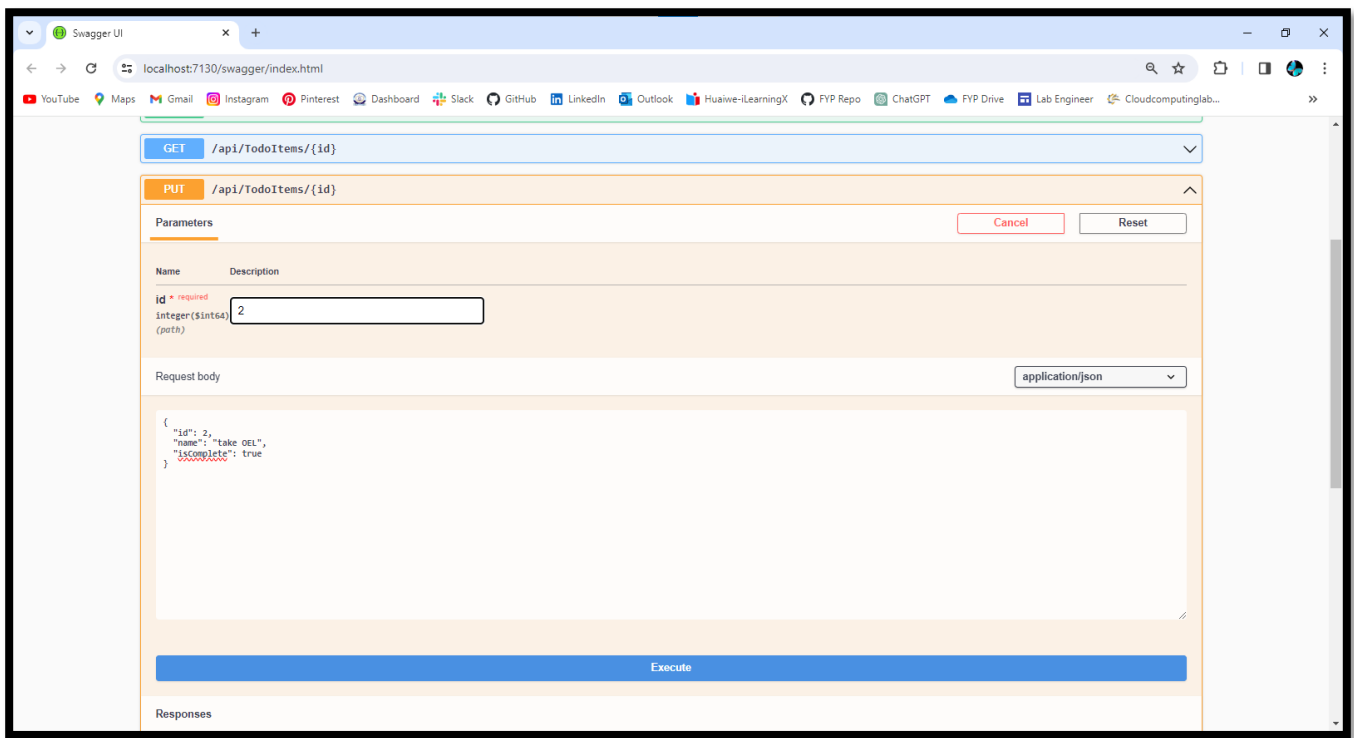 Swagger UI
localhost:7130/swagger/index.html
YouTube Maps Gmail Instagram Pinterest Dashboard Slack GitHub LinkedIn Outlook Huaiwe-iLearningX FYP Repo ChatGPT FYP Drive Lab Engineer Cloudcomputinglab... »
GET /api/TodoItems/{id}
PUT /api/TodoItems/{id}
Parameters Cancel Reset
Name Description
id * required
integer($int64) 2
(path)
Request body application/json
{
"id": 2,
"name": "take OEL",
"isComplete": true
}
Execute
Responses